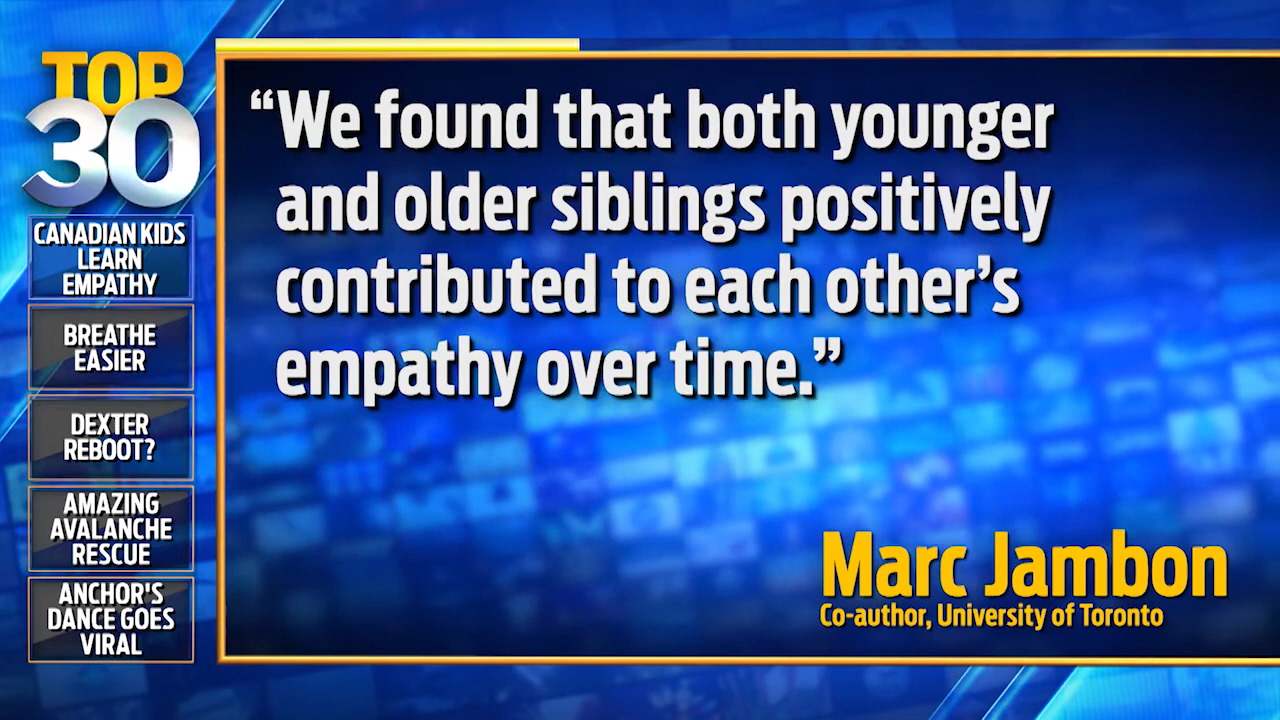 TOP
30
CANADIAN KIDS
LEARN
EMPATHY
BREATHE
EASIER
DEXTER
REBOOT?
AMAZING
AVALANCHE
RESCUE
ANCHOR'S
DANCE GOES
VIRAL
“We found that both younger
and older siblings positively
contributed to each other’s
empathy over time.”
Marc Jambon
Co-author, University of Toronto